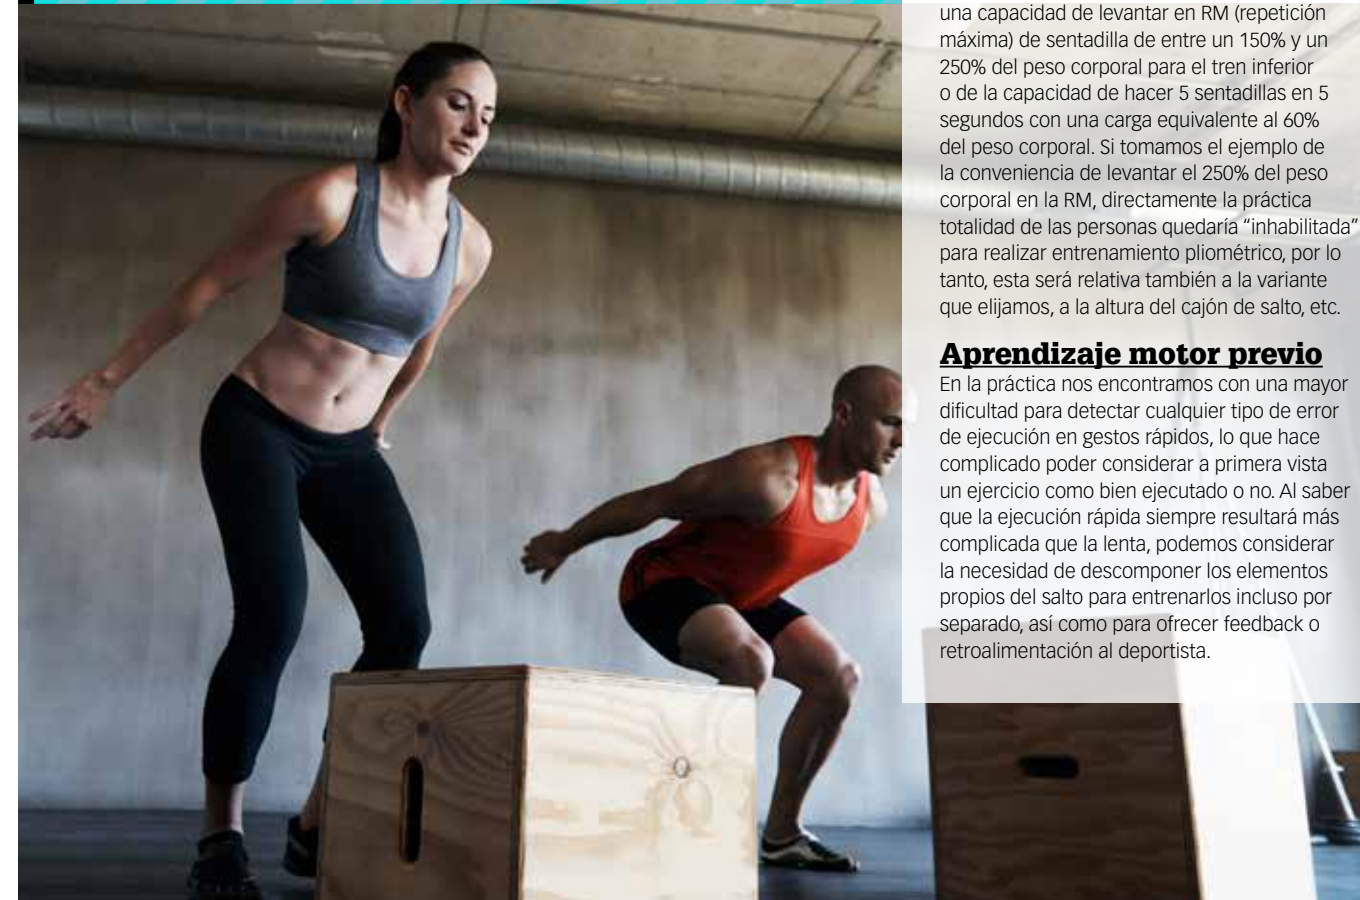 una capacidad de levantar en RM (repetición
máxima) de sentadilla de entre un 150% y un
250% del peso corporal para el tren inferior
o de la capacidad de hacer 5 sentadillas en 5
segundos con una carga equivalente al 60%
del peso corporal. Si tomamos el ejemplo de
la conveniencia de levantar el 250% del peso
corporal en la RM, directamente la práctica
totalidad de las personas quedaría “inhabilitada”
para realizar entrenamiento pliométrico, por lo
tanto, esta será relativa también a la variante
que elijamos, a la altura del cajón de salto, etc.
Aprendizaje motor previo
En la práctica nos encontramos con una mayor
dificultad para detectar cualquier tipo de error
de ejecución en gestos rápidos, lo que hace
complicado poder considerar a primera vista
un ejercicio como bien ejecutado o no. Al saber
que la ejecución rápida siempre resultará más
complicada que la lenta, podemos considerar
la necesidad de descomponer los elementos
propios del salto para entrenarlos incluso por
separado, así como para ofrecer feedback o
retroalimentación al deportista.